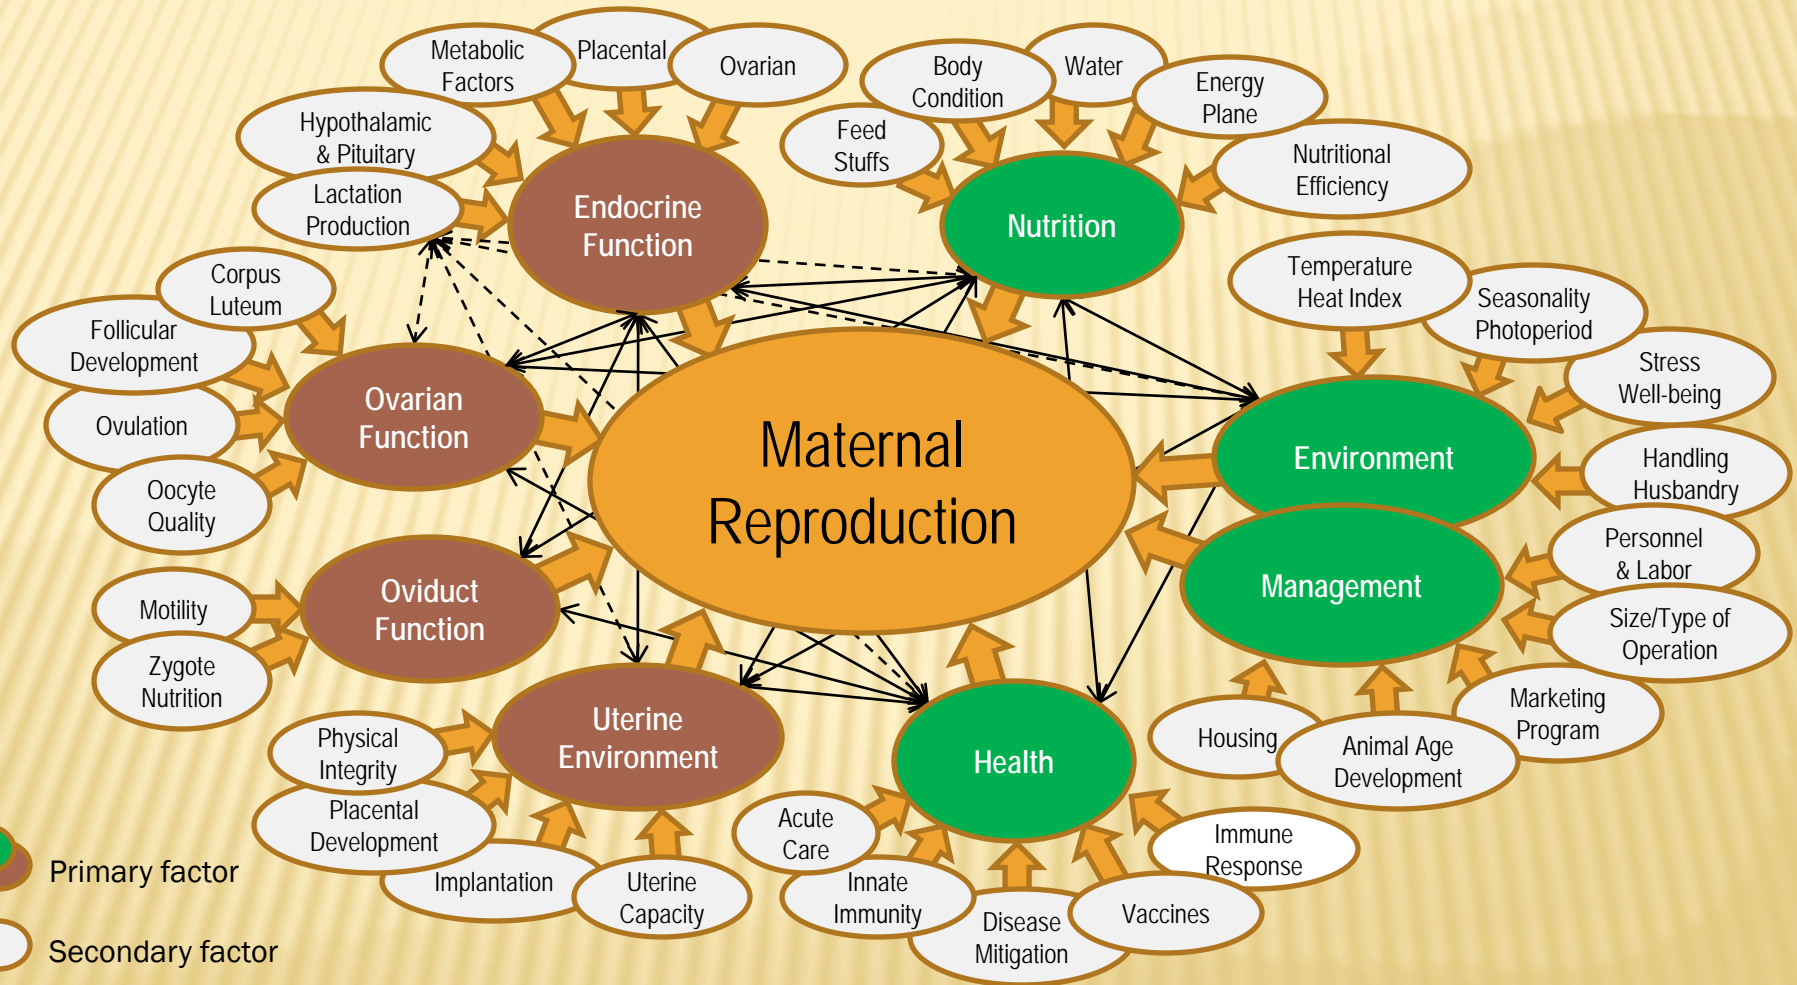 Metabolic
Factors
Placental
Ovarian
Hypothalamic
& Pituitary
Lactation
Production
Endocrine
Function
Body
Condition
Water
Energy
Plane
Feed
Stuffs
Nutritional
Efficiency
Nutrition
Corpus
Luteum
Follicular
Development
Ovulation
Oocyte
Quality
Ovarian
Function
Temperature
Heat Index
Seasonality
Photoperiod
Stress
Well-being
Handling
Husbandry
Environment
Maternal
Reproduction
Motility
Zygote
Nutrition
Oviduct
Function
Management
Personnel
& Labor
Size/Type of
Operation
Marketing
Program
Animal Age
Development
Housing
Physical
Integrity
Placental
Development
Implantation
Uterine
Capacity
Uterine
Environment
Health
Acute
Care
Innate
Immunity
Disease
Mitigation
Vaccines
Immune
Response
Primary factor
Secondary factor